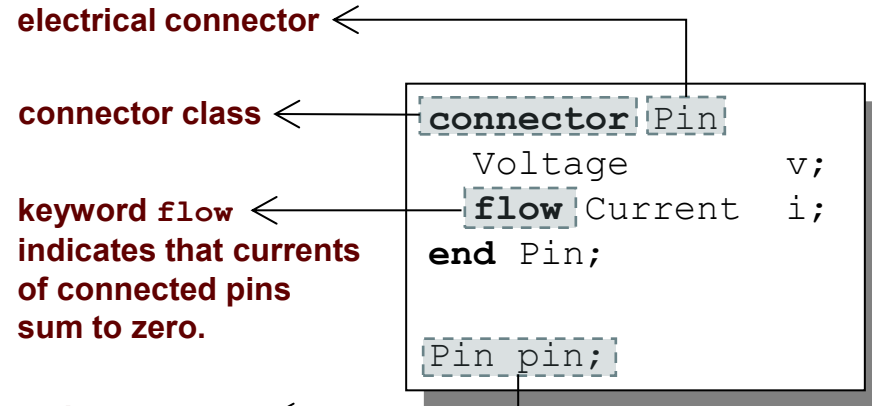 electrical connector
connector class
keyword flow
indicates that currents
of connected pins
sum to zero.
connector Pin
Voltage v;
flow Current i;
end Pin;
Pin pin;